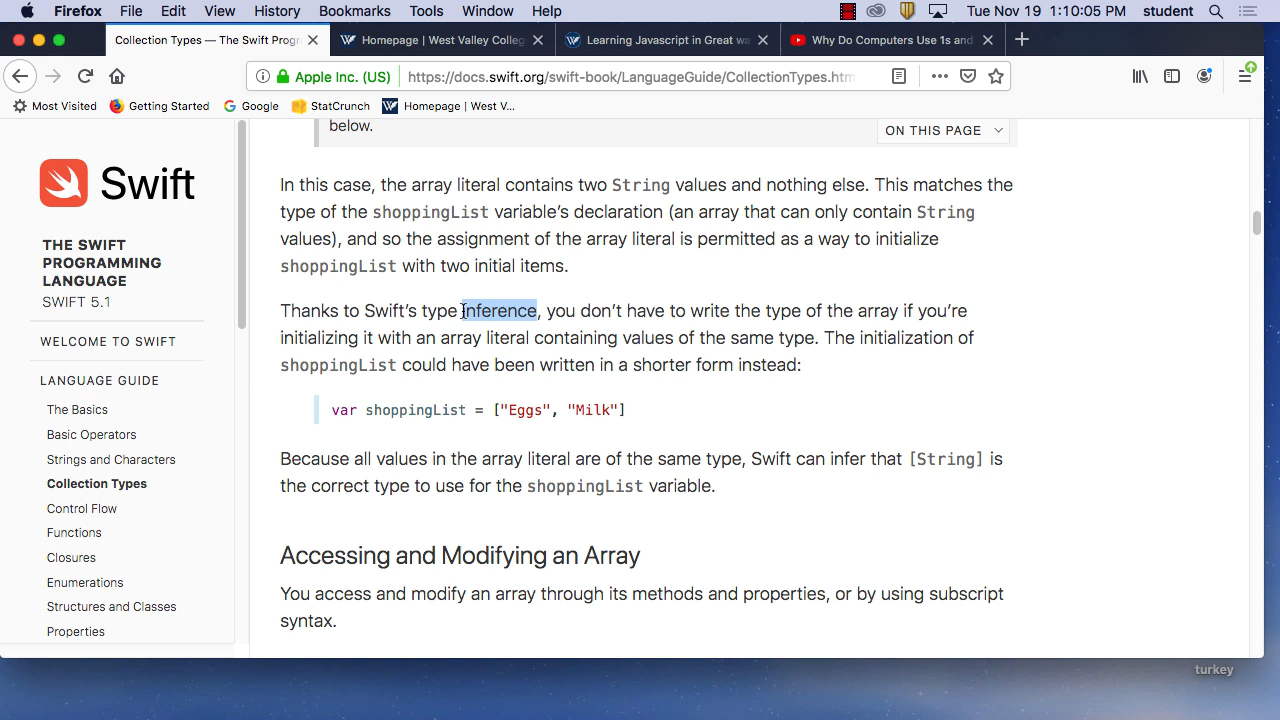 Firefox File Edit View History Bookmarks Tools Window Help Tue Nov 19 1:10:05 PM student
Collection Types — The Swift Progr Homepage | West Valley Colleg Learning Javascript in Great wa Why Do Computers Use 1s and
Apple Inc. (US) https://docs.swift.org/swift-book/LanguageGuide/CollectionTypes.htm
Most Visited Getting Started Google StatCrunch Homepage | West V...
below.
ON THIS PAGE
Swift
THE SWIFT
PROGRAMMING
LANGUAGE
SWIFT 5.1
WELCOME TO SWIFT
LANGUAGE GUIDE
The Basics
Basic Operators
Strings and Characters
Collection Types
Control Flow
Functions
Closures
Enumerations
Structures and Classes
Properties
In this case, the array literal contains two String values and nothing else. This matches the
type of the shoppingList variable’s declaration (an array that can only contain String
values), and so the assignment of the array literal is permitted as a way to initialize
shoppingList with two initial items.
Thanks to Swift’s type inference, you don’t have to write the type of the array if you’re
initializing it with an array literal containing values of the same type. The initialization of
shoppingList could have been written in a shorter form instead:
var shoppingList = ["Eggs", "Milk"]
Because all values in the array literal are of the same type, Swift can infer that [String] is
the correct type to use for the shoppingList variable.
Accessing and Modifying an Array
You access and modify an array through its methods and properties, or by using subscript
syntax.
turkey